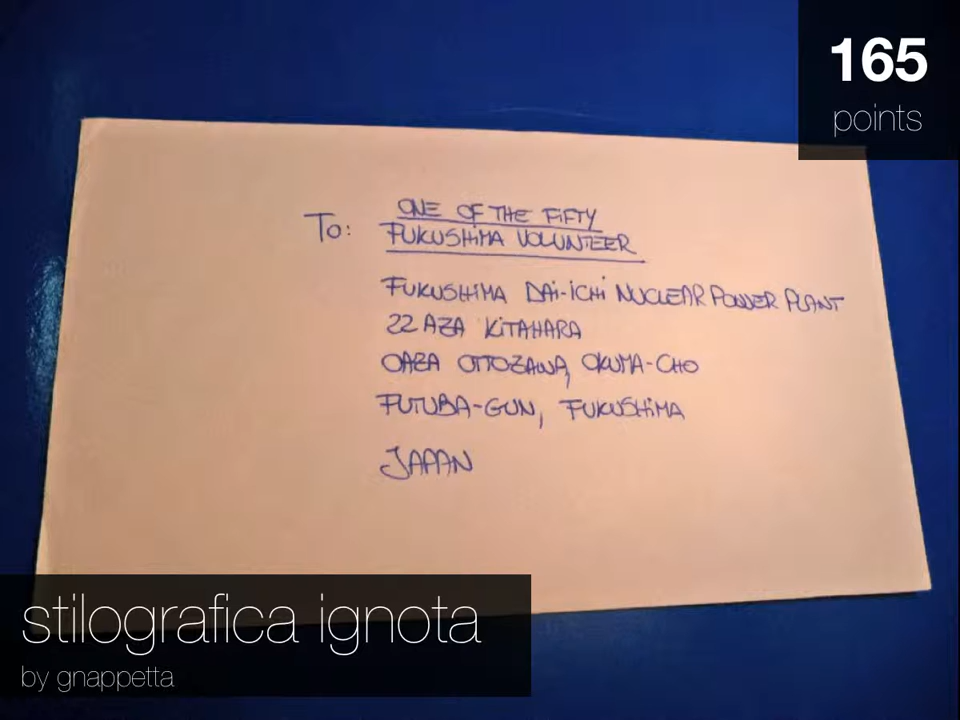 165
points
To: ONE OF THE FIFTY
FUKUSHIMA VOLUNTEER
FUKUSHIMA DAI-ICHI NUCLEAR POWER PLANT
22 AZA KITAHARA
OAZA OTTOZAWA, OKUMA-CHO
FUTUBA-GUN, FUKUSHIMA
JAPAN
stilografica ignota
by gnappetta